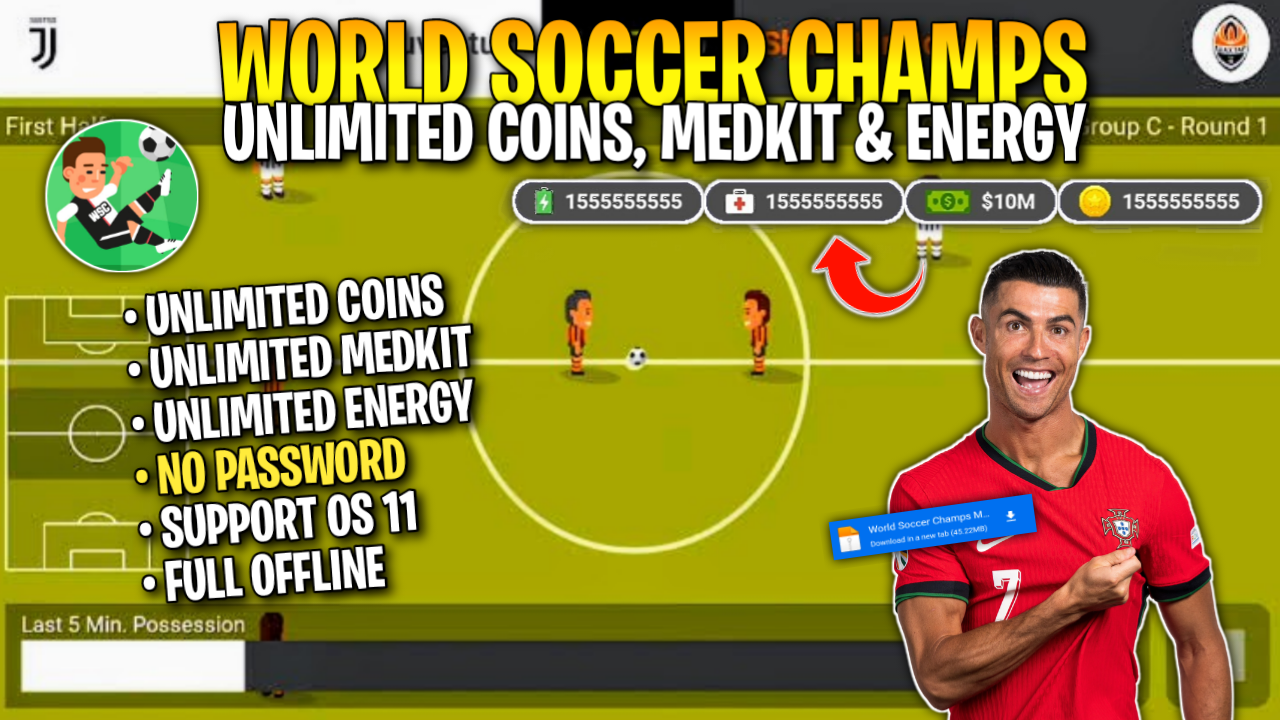 WORLD SOCCER CHAMPS
UNLIMITED COINS, MEDKIT & ENERGY
First Half
Group C - Round 1
WSC
1555555555
1555555555
$10M
1555555555
• UNLIMITED COINS
• UNLIMITED MEDKIT
• UNLIMITED ENERGY
• NO PASSWORD
• SUPPORT OS 11
• FULL OFFLINE
World Soccer Champs M...
Download in a new tab (45.22MB)
7
Last 5 Min. Possession